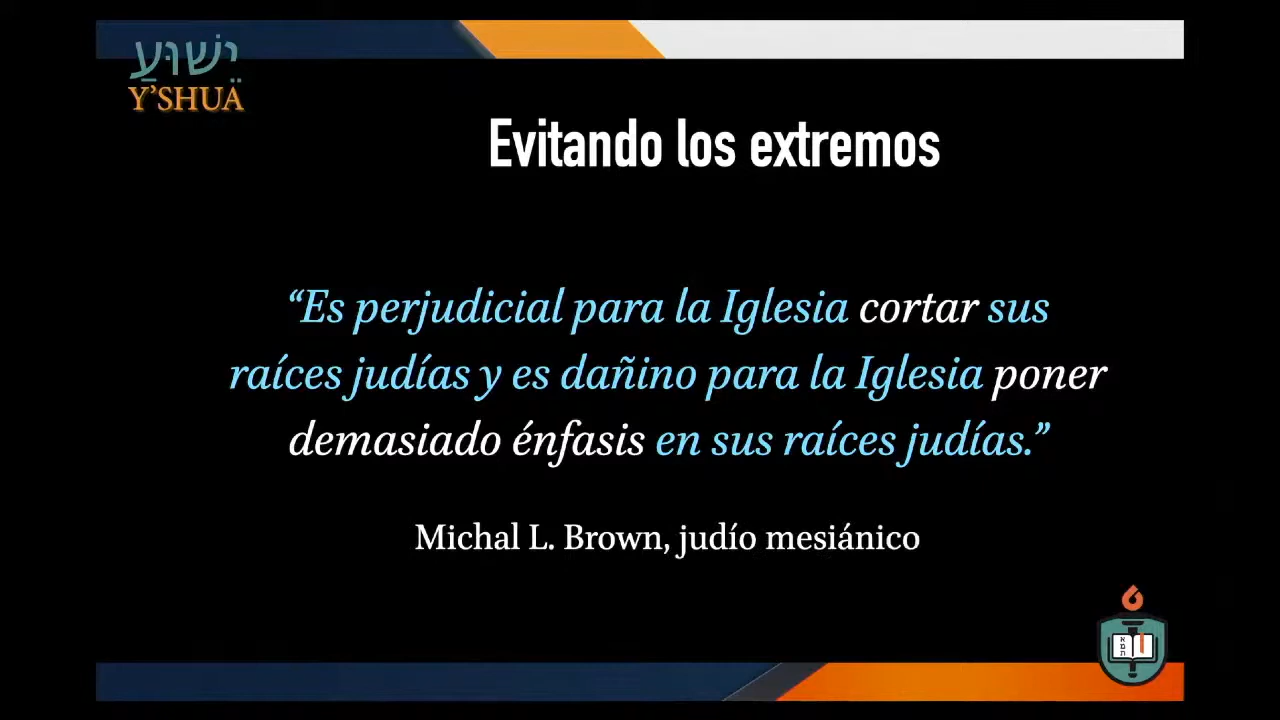 יֵשׁוּעַ
Y'SHUA
Evitando los extremos
“Es perjudicial para la Iglesia cortar sus
raíces judías y es dañino para la Iglesia poner
demasiado énfasis en sus raíces judías.”
Michal L. Brown, judío mesiánico
אמת